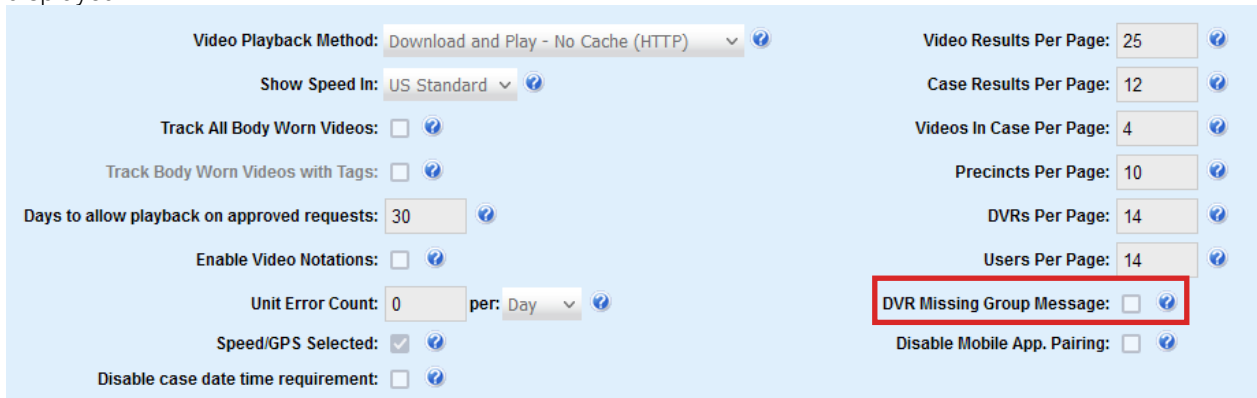 Video Playback Method: Download and Play - No Cache (HTTP)
Video Results Per Page: 25
Show Speed In: US Standard
Case Results Per Page: 12
Track All Body Worn Videos:
Videos In Case Per Page: 4
Track Body Worn Videos with Tags:
Precincts Per Page: 10
Days to allow playback on approved requests: 30
DVRs Per Page: 14
Enable Video Notations:
Users Per Page: 14
Unit Error Count: 0 per: Day
DVR Missing Group Message:
Speed/GPS Selected:
Disable Mobile App. Pairing:
Disable case date time requirement: